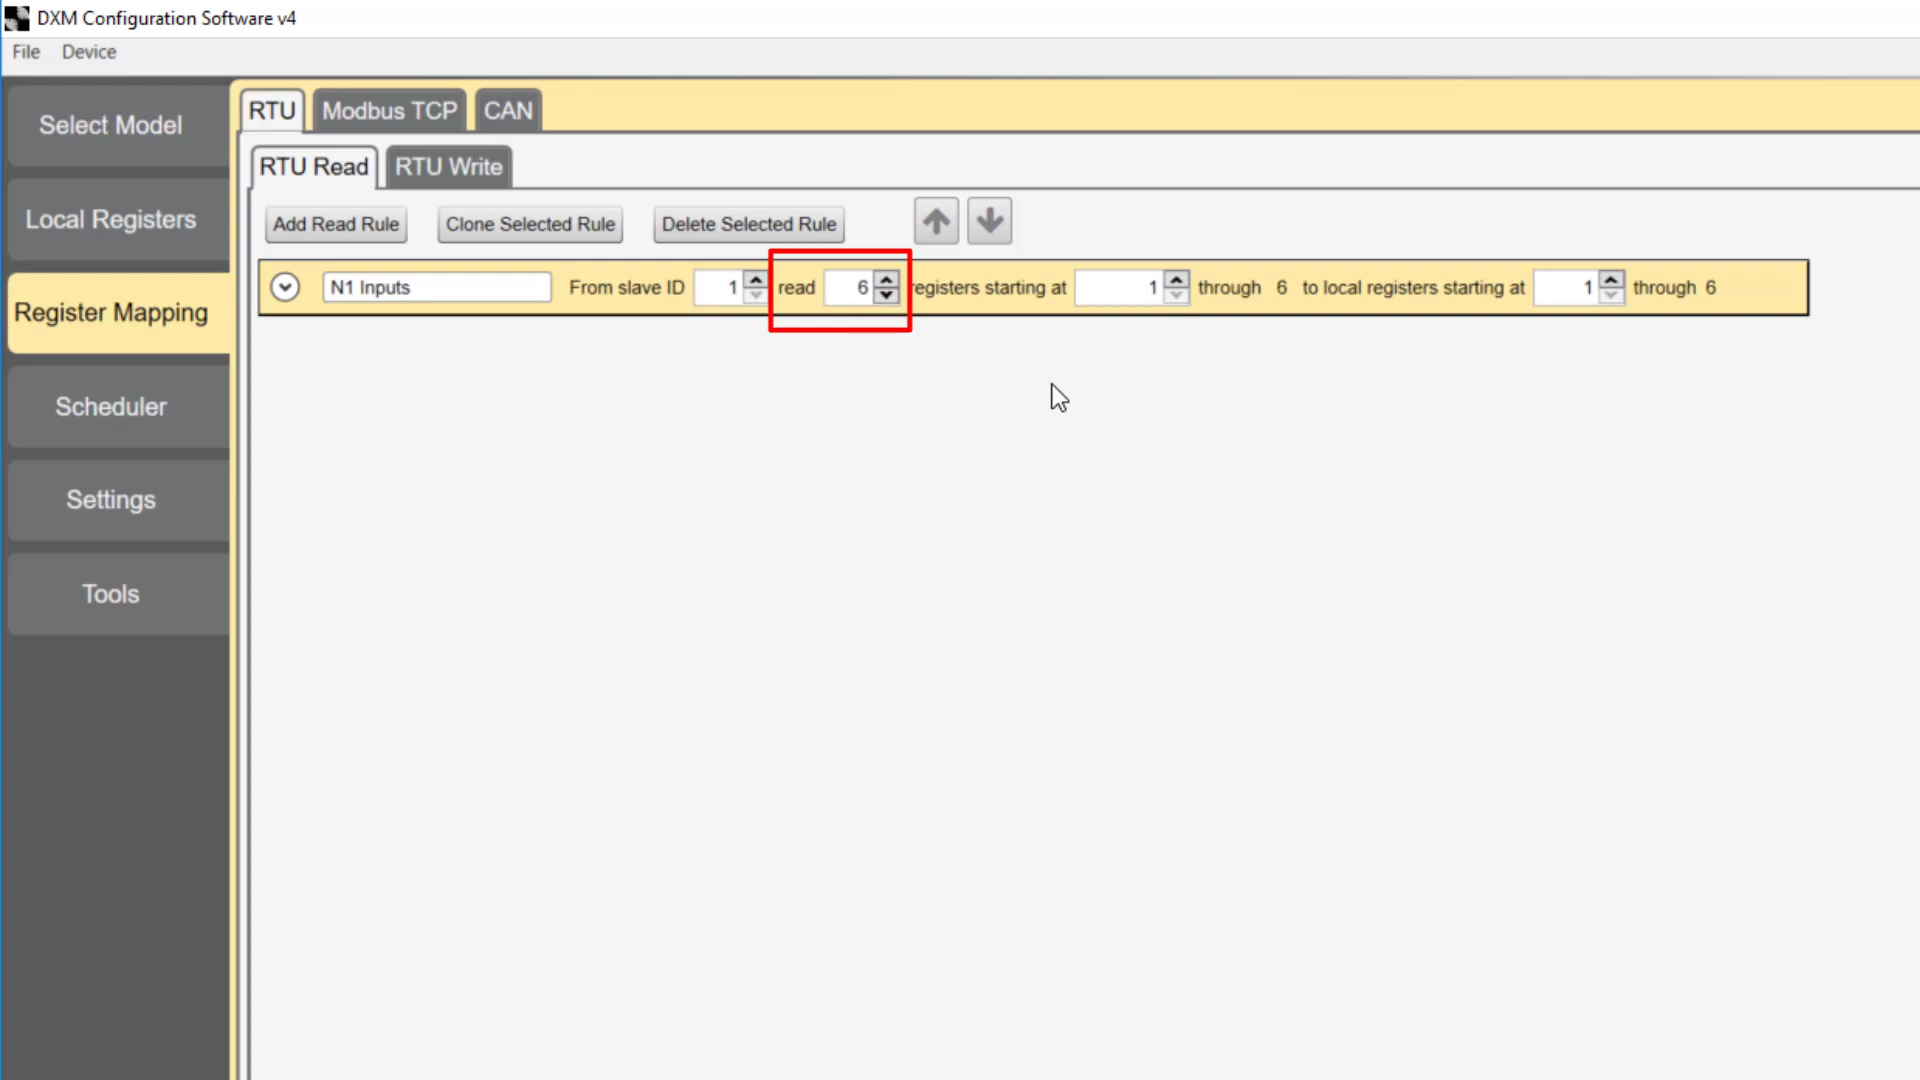 DXM Configuration Software v4
File Device
Select Model
Local Registers
Register Mapping
Scheduler
Settings
Tools
RTU Modbus TCP CAN
RTU Read RTU Write
Add Read Rule Clone Selected Rule Delete Selected Rule
N1 Inputs From slave ID 1 read 6 registers starting at 1 through 6 to local registers starting at 1 through 6